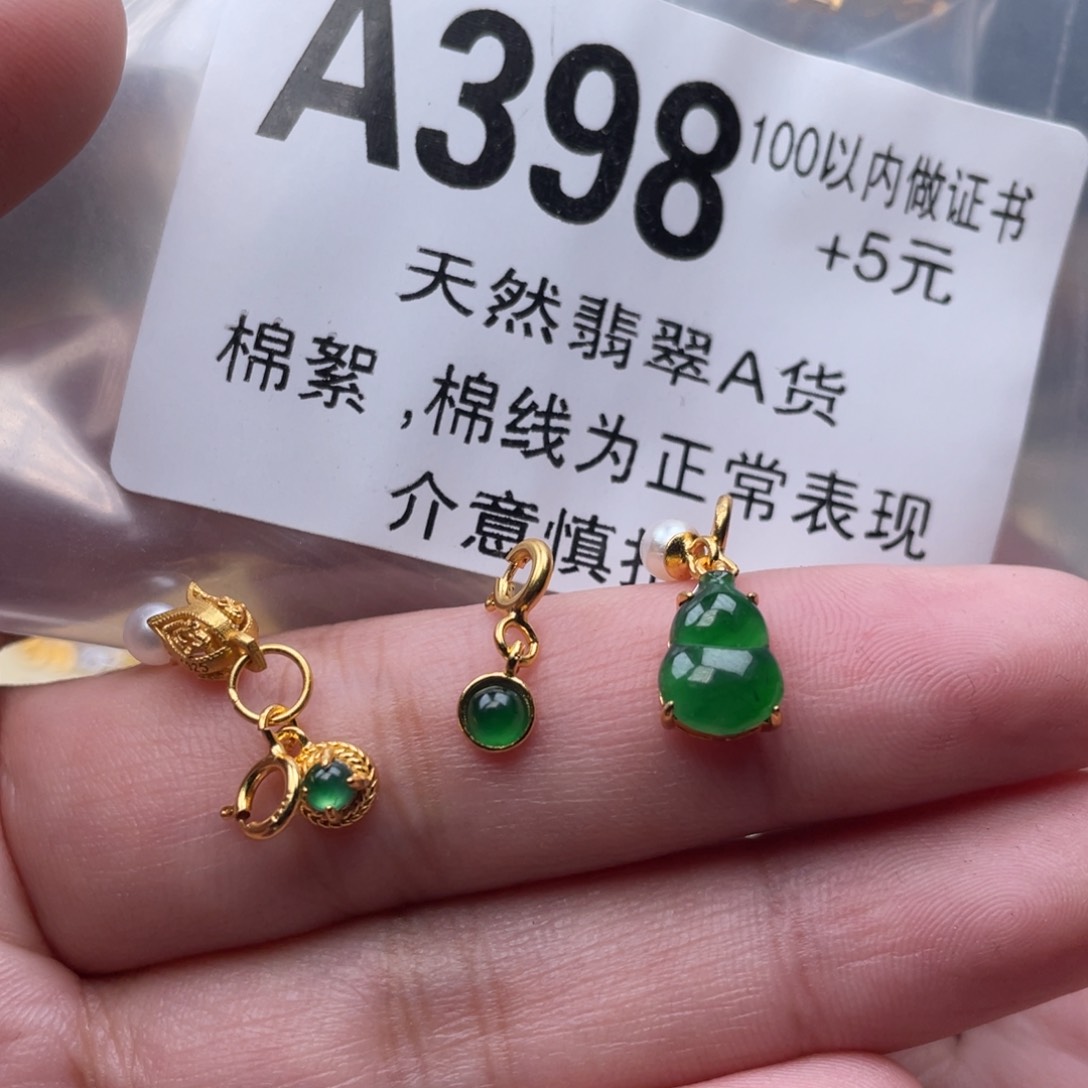 A398
100以内做证书
+5元
天然翡翠A货
棉絮,棉线为正常表现
介意慎